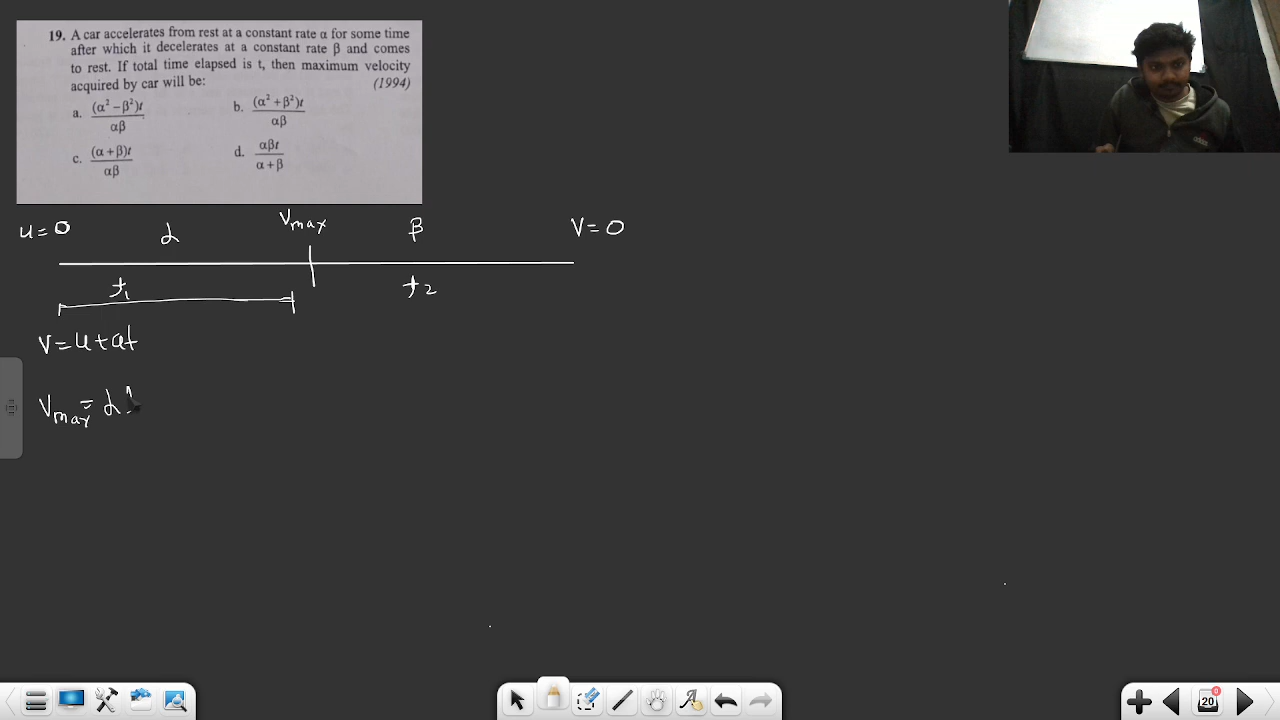 19. A car accelerates from rest at a constant rate α for some time
after which it decelerates at a constant rate β and comes
to rest. If total time elapsed is t, then maximum velocity
acquired by car will be: (1994)
a. (α² – β²)t / αβ b. (α² + β²)t / αβ
c. (α + β)t / αβ d. αβt / α + β
u = 0 α Vmax β V = 0
t₁ t₂
V = u + at
Vmax = α
20